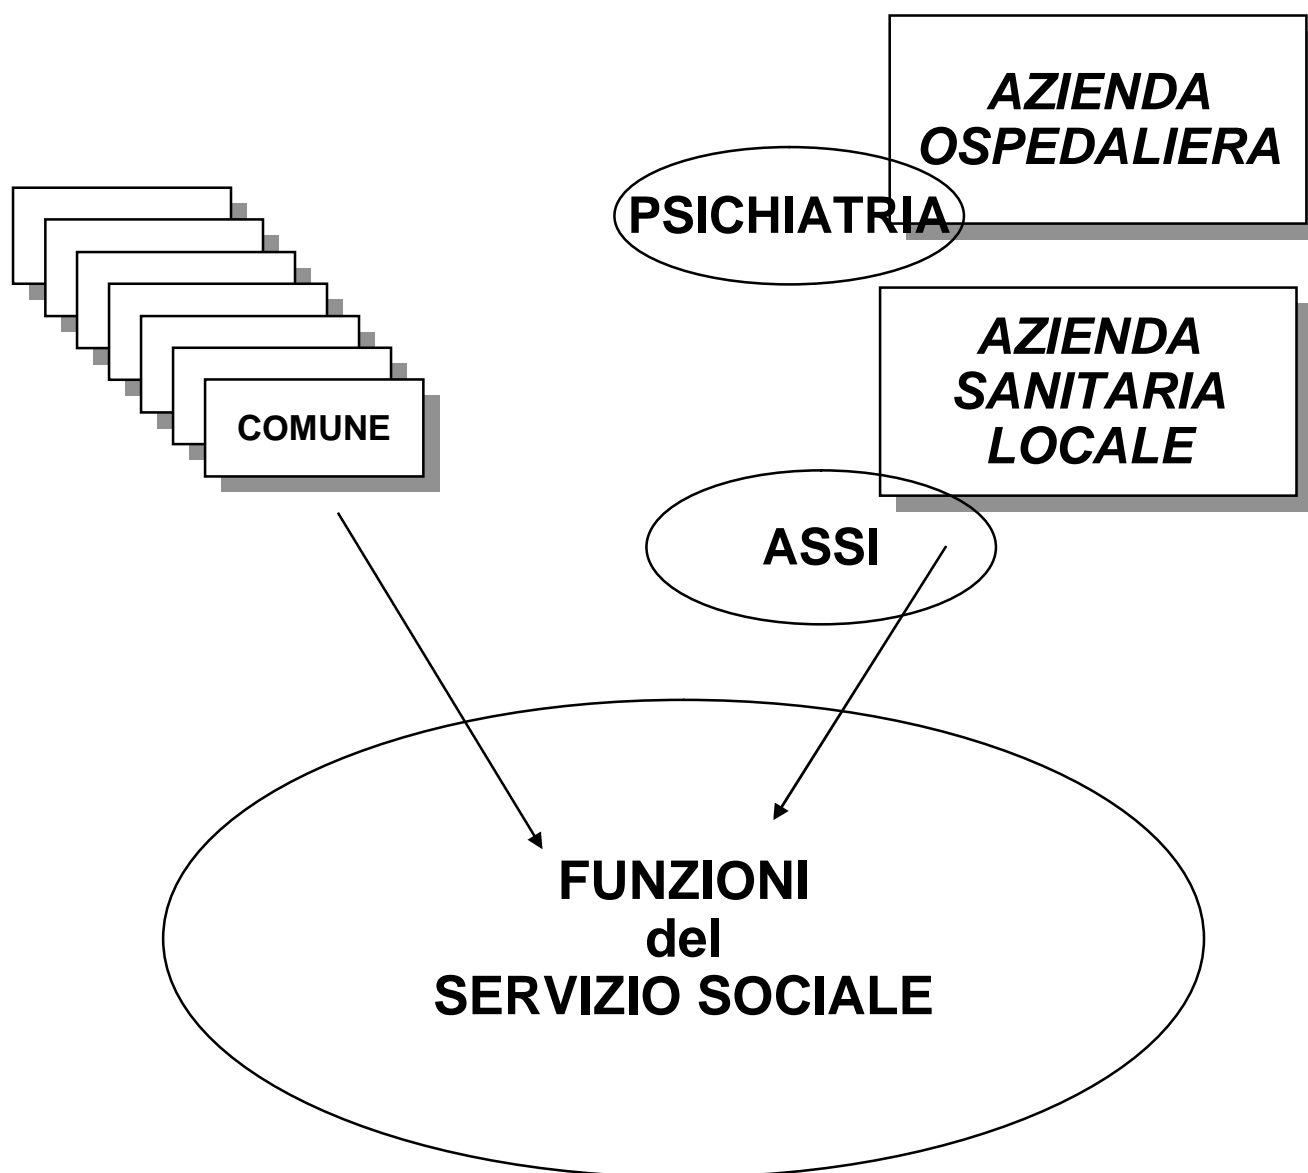 AZIENDA
OSPEDALIERA
PSICHIATRIA
AZIENDA
SANITARIA
LOCALE
COMUNE
ASSI
FUNZIONI
del
SERVIZIO SOCIALE